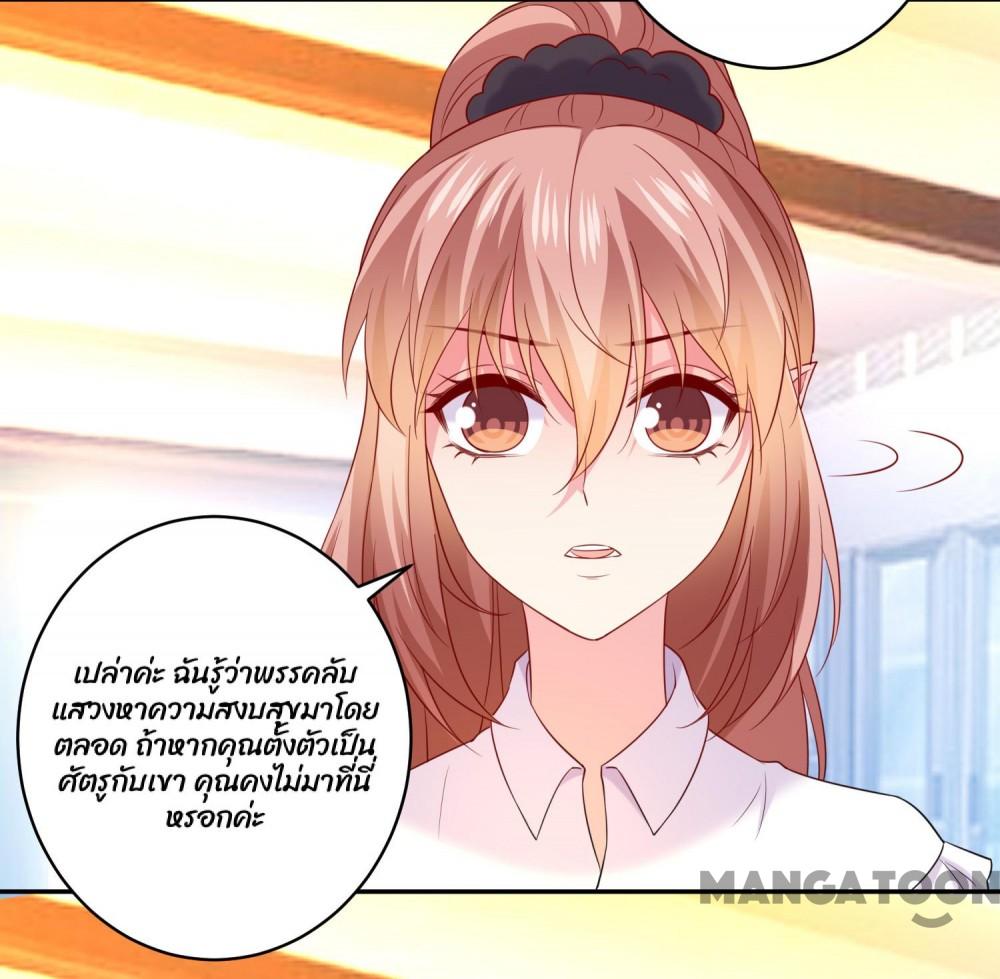 เปล่าค่ะ ฉันรู้ว่าพรรคลับ
แสวงหาความสงบสุขมาโดย
ตลอด ถ้าหากคุณตั้งตัวเป็น
ศัตรูกับเขา คุณคงไม่มาที่นี่
หรอกค่ะ
MANGATOON